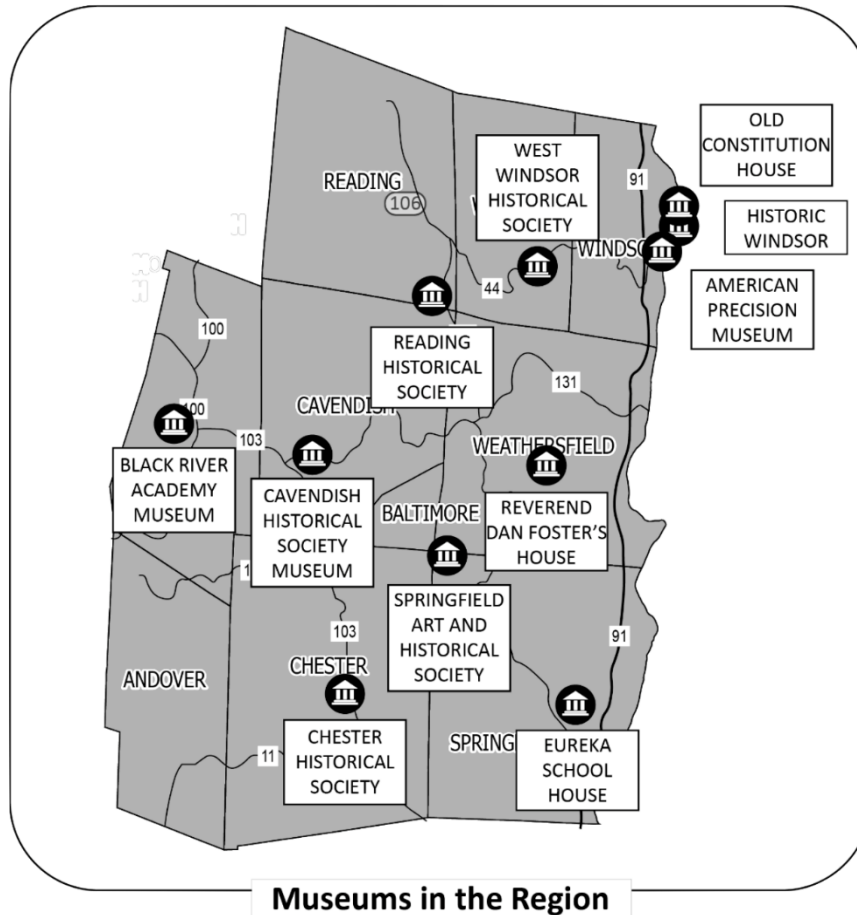 OLD
CONSTITUTION
HOUSE
WEST
WINDSOR
HISTORICAL
SOCIETY
91
READING
106
HISTORIC
WINDSOR
WINDSO
44
AMERICAN
PRECISION
MUSEUM
100
READING
HISTORICAL
SOCIETY
131
CAVENDISH
100
103
WEATHERSFIELD
BLACK RIVER
ACADEMY
MUSEUM
CAVENDISH
HISTORICAL
SOCIETY
MUSEUM
BALTIMORE
REVEREND
DAN FOSTER'S
HOUSE
SPRINGFIELD
ART AND
HISTORICAL
SOCIETY
103
91
CHESTER
ANDOVER
CHESTER
HISTORICAL
SOCIETY
11
SPRING
EUREKA
SCHOOL
HOUSE
Museums in the Region